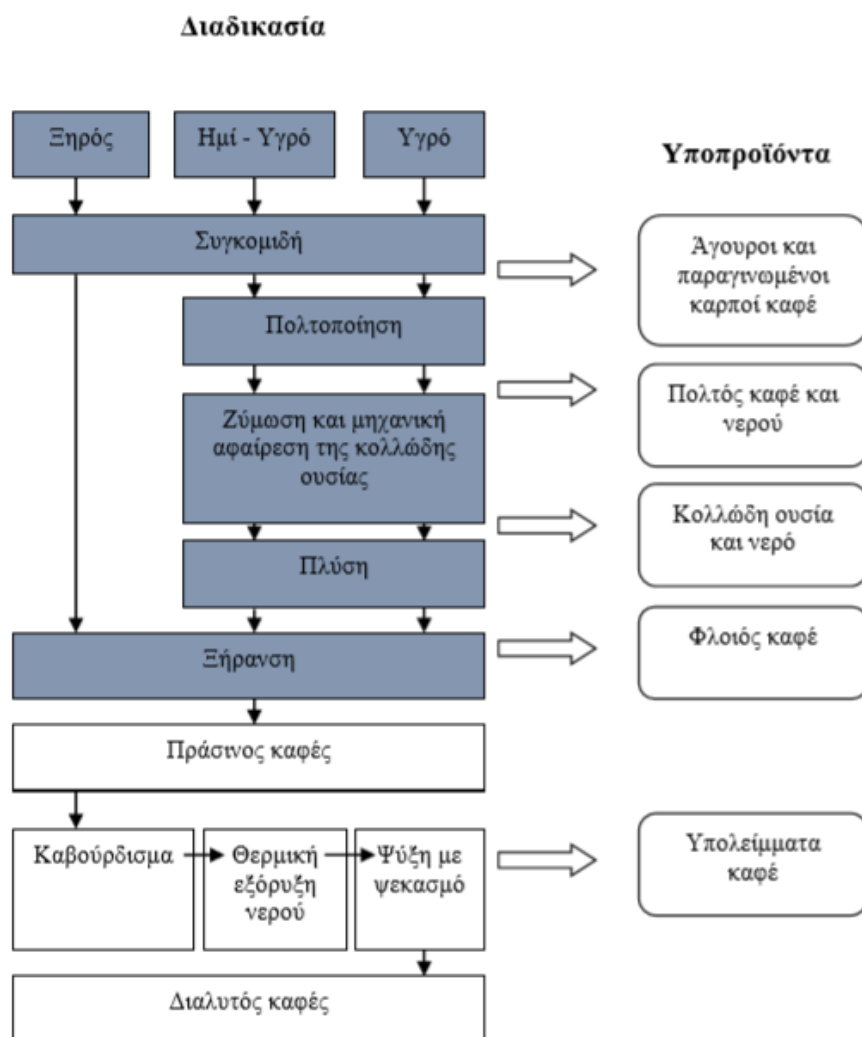 Διαδικασία
Ξηρός
Ημί - Υγρό
Υγρό
Υποπροϊόντα
Συγκομιδή
Άγουροι και
παραγινωμένοι
καρποί καφέ
Πολτοποίηση
Πολτός καφέ και
νερού
Ζύμωση και μηχανική
αφαίρεση της κολλώδης
ουσίας
Κολλώδη ουσία
και νερό
Πλύση
Ξήρανση
Φλοιός καφέ
Πράσινος καφές
Καβούρδισμα
Θερμική
εξόρυξη
νερού
Ψύξη με
ψεκασμό
Υπολείμματα
καφέ
Διαλυτός καφές